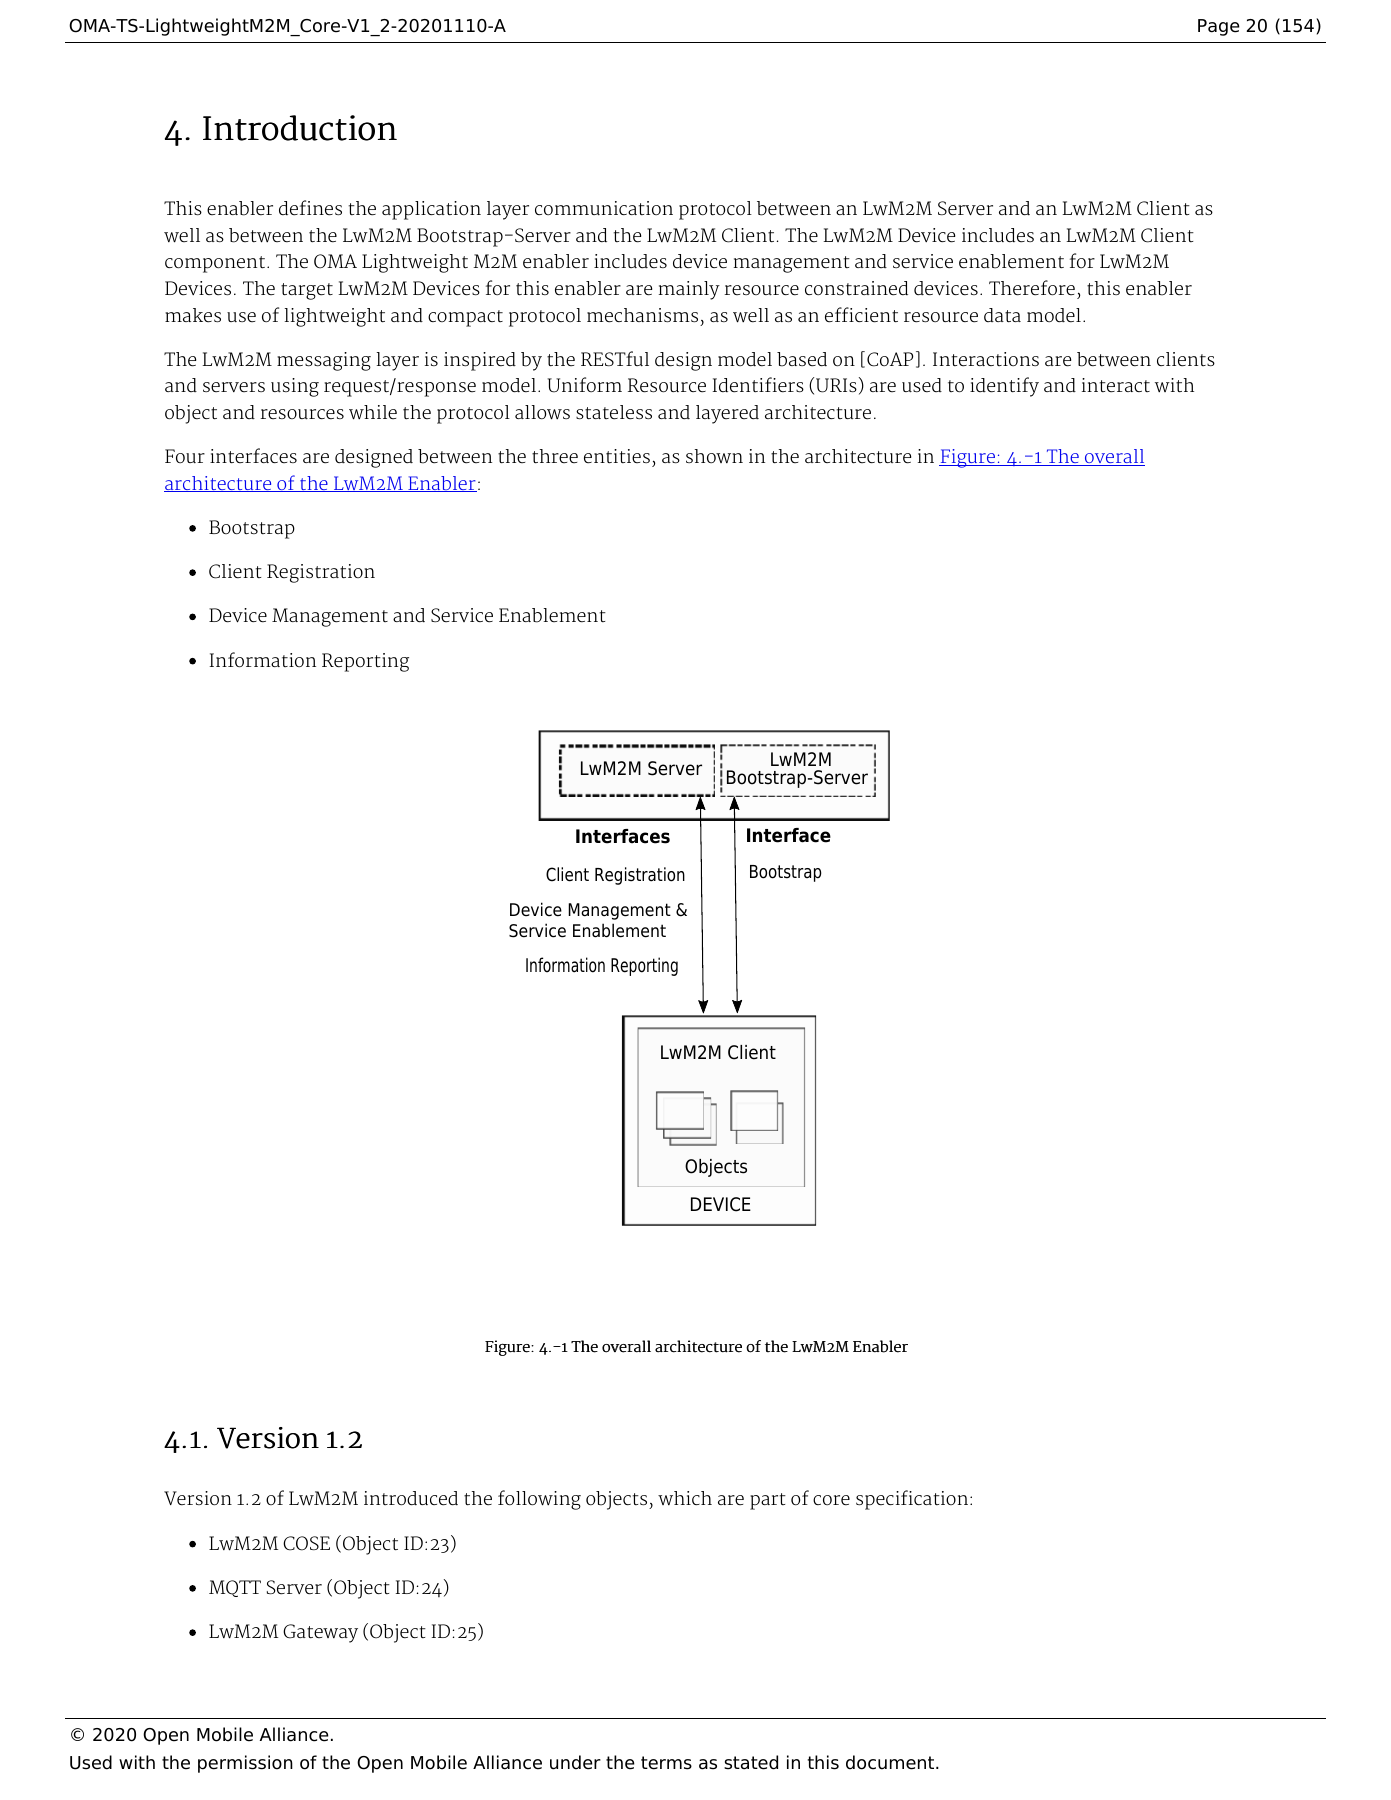 OMA-TS-LightweightM2M_Core-V1_2-20201110-A
Page 20 (154)
4. Introduction
This enabler defines the application layer communication protocol between an LwM2M Server and an LwM2M Client as
well as between the LwM2M Bootstrap-Server and the LwM2M Client. The LwM2M Device includes an LwM2M Client
component. The OMA Lightweight M2M enabler includes device management and service enablement for LwM2M
Devices. The target LwM2M Devices for this enabler are mainly resource constrained devices. Therefore, this enabler
makes use of lightweight and compact protocol mechanisms, as well as an efficient resource data model.
The LwM2M messaging layer is inspired by the RESTful design model based on [CoAP]. Interactions are between clients
and servers using request/response model. Uniform Resource Identifiers (URIs) are used to identify and interact with
object and resources while the protocol allows stateless and layered architecture.
Four interfaces are designed between the three entities, as shown in the architecture in Figure: 4.-1 The overall
architecture of the LwM2M Enabler:
• Bootstrap
• Client Registration
• Device Management and Service Enablement
• Information Reporting
LwM2M Server
LwM2M
Bootstrap-Server
Interfaces
Client Registration
Device Management &
Service Enablement
Information Reporting
Interface
Bootstrap
LwM2M Client
Objects
DEVICE
Figure: 4.-1 The overall architecture of the LwM2M Enabler
4.1. Version 1.2
Version 1.2 of LwM2M introduced the following objects, which are part of core specification:
• LwM2M COSE (Object ID:23)
• MQTT Server (Object ID:24)
• LwM2M Gateway (Object ID:25)
© 2020 Open Mobile Alliance.
Used with the permission of the Open Mobile Alliance under the terms as stated in this document.